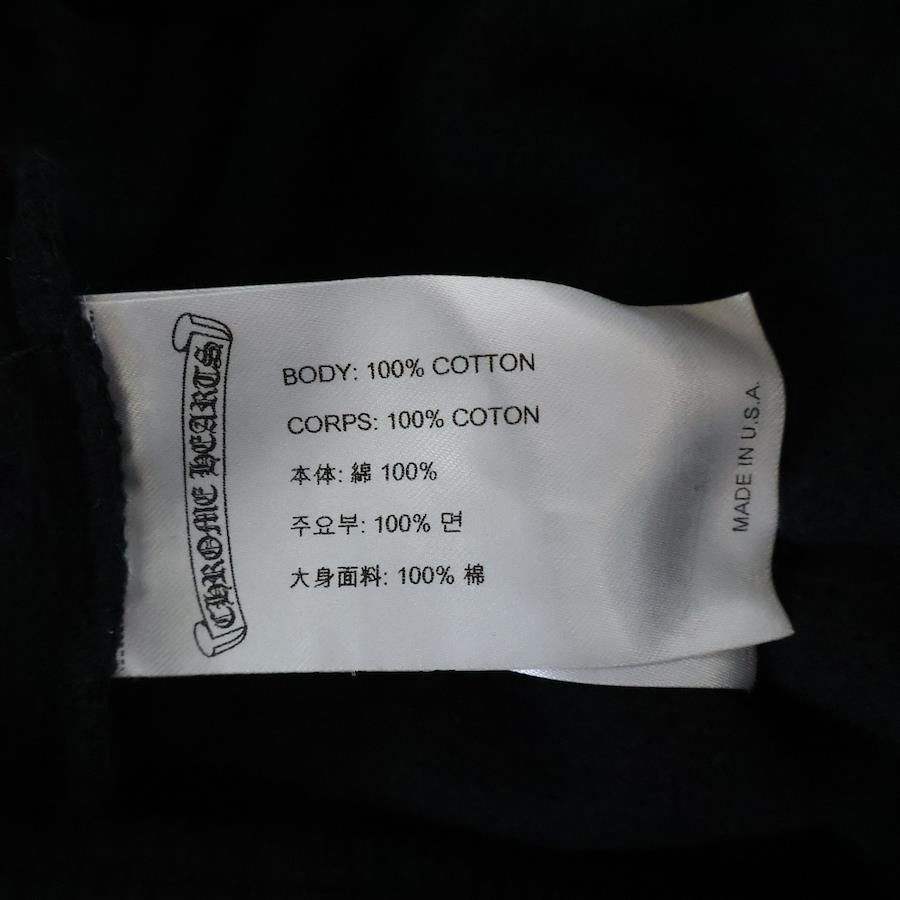 CHROME HEARTS
BODY: 100% COTTON
CORPS: 100% COTON
本体: 綿 100%
주요부: 100% 면
大身面料: 100% 棉
MADE IN U.S.A.